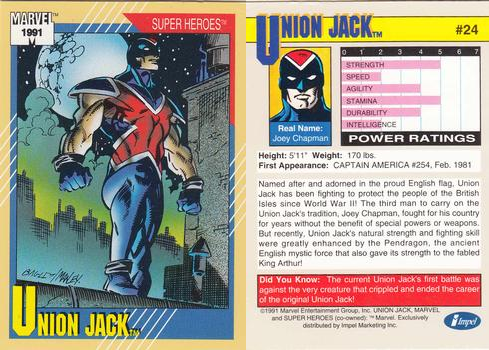 MARVEL™
1991
SUPER HEROES™
BAGLEY/MANLEY
UNION JACK™
UNION JACK™
#24
Real Name:
Joey Chapman
0 1 2 3 4 5 6 7
STRENGTH
SPEED
AGILITY
STAMINA
DURABILITY
INTELLIGENCE
POWER RATINGS
Height: 5'11" Weight: 170 lbs.
First Appearance: CAPTAIN AMERICA #254, Feb. 1981
Named after and adorned in the proud English flag, Union
Jack has been fighting to protect the people of the British
Isles since World War II! The third man to carry on the
Union Jack's tradition, Joey Chapman, fought for his country
for years without the benefit of special powers or weapons.
But recently, Union Jack's natural strength and fighting skill
were greatly enhanced by the Pendragon, the ancient
English mystic force that also gave its strength to the fabled
King Arthur!
Did You Know: The current Union Jack's first battle was
against the very creature that crippled and ended the career
of the original Union Jack!
©1991 Marvel Entertainment Group, Inc. UNION JACK, MARVEL
and SUPER HEROES (co-owned): ™ Marvel. Exclusively
distributed by Impel Marketing Inc.
Impel